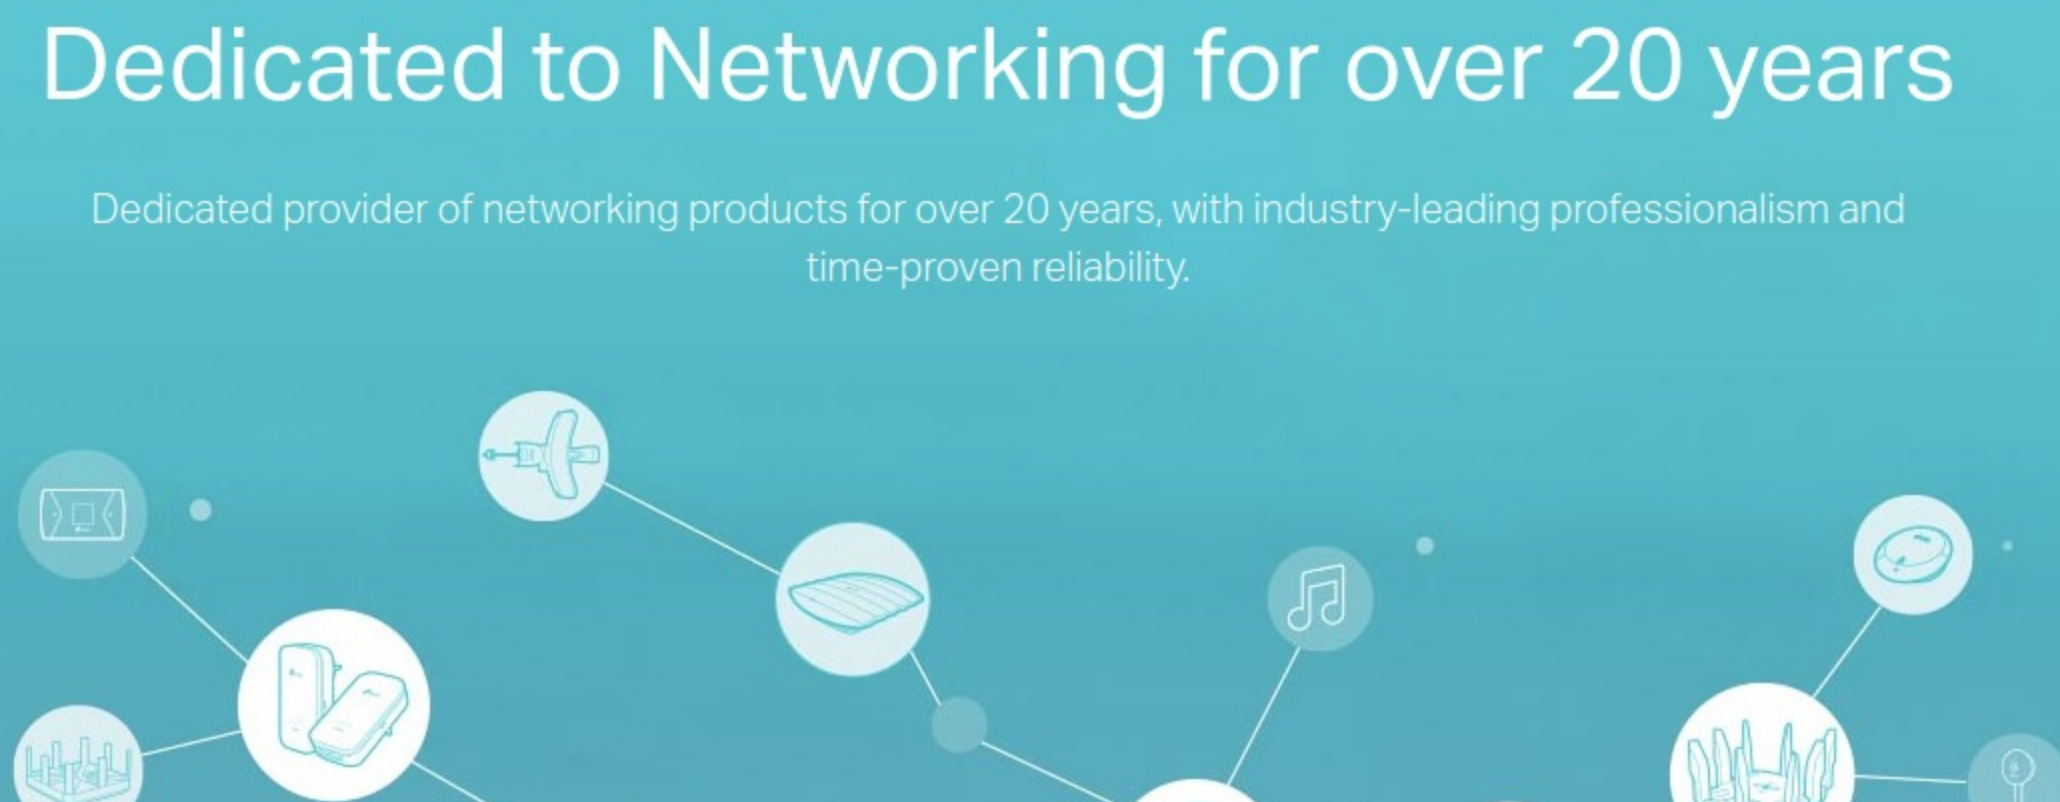 Dedicated to Networking for over 20 years
Dedicated provider of networking products for over 20 years, with industry-leading professionalism and
time-proven reliability.